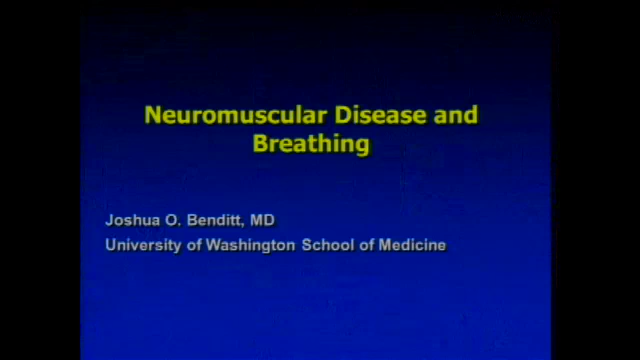 Neuromuscular Disease and
Breathing
Joshua O. Benditt, MD
University of Washington School of Medicine